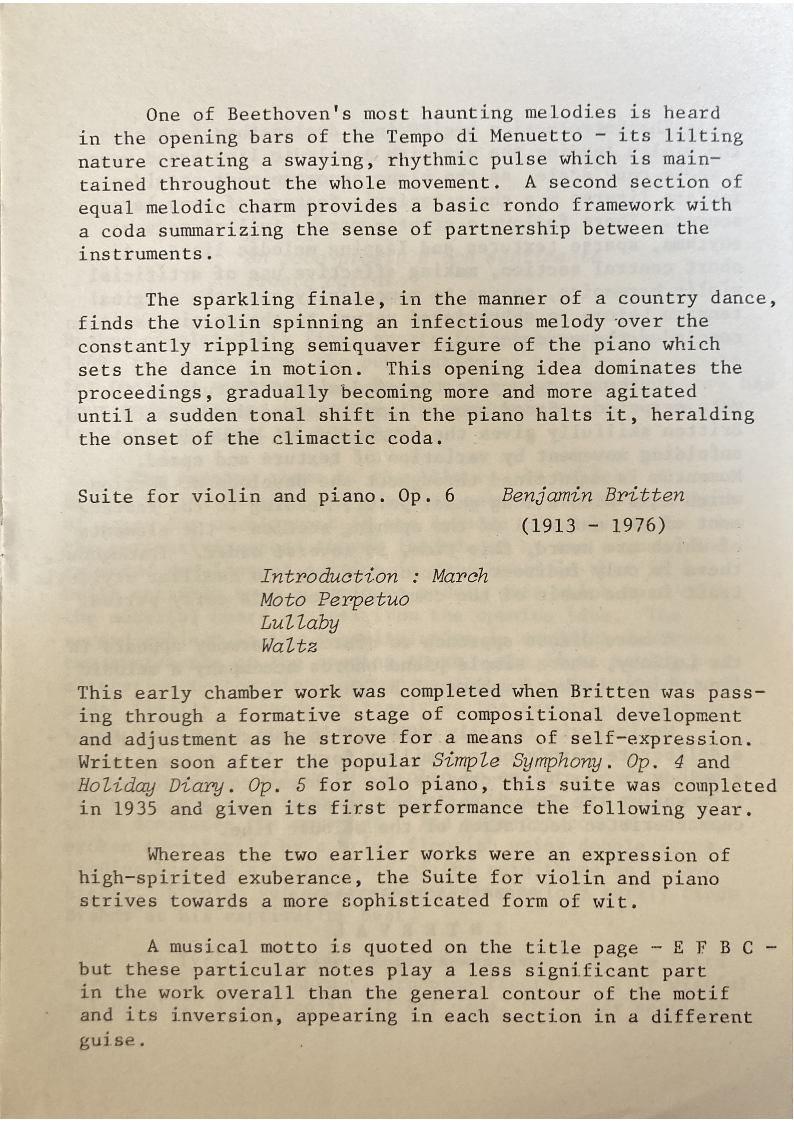 One of Beethoven's most haunting melodies is heard
in the opening bars of the Tempo di Menuetto - its lilting
nature creating a swaying, rhythmic pulse which is main-
tained throughout the whole movement. A second section of
equal melodic charm provides a basic rondo framework with
a coda summarizing the sense of partnership between the
instruments.
The sparkling finale, in the manner of a country dance,
finds the violin spinning an infectious melody over the
constantly rippling semiquaver figure of the piano which
sets the dance in motion. This opening idea dominates the
proceedings, gradually becoming more and more agitated
until a sudden tonal shift in the piano halts it, heralding
the onset of the climactic coda.
Suite for violin and piano. Op. 6 Benjamin Britten
(1913 - 1976)
Introduction : March
Moto Perpetuo
Lullaby
Waltz
This early chamber work was completed when Britten was pass-
ing through a formative stage of compositional development
and adjustment as he strove for a means of self-expression.
Written soon after the popular Simple Symphony. Op. 4 and
Holiday Diary. Op. 5 for solo piano, this suite was completed
in 1935 and given its first performance the following year.
Whereas the two earlier works were an expression of
high-spirited exuberance, the Suite for violin and piano
strives towards a more sophisticated form of wit.
A musical motto is quoted on the title page - E F B C -
but these particular notes play a less significant part
in the work overall than the general contour of the motif
and its inversion, appearing in each section in a different
guise.